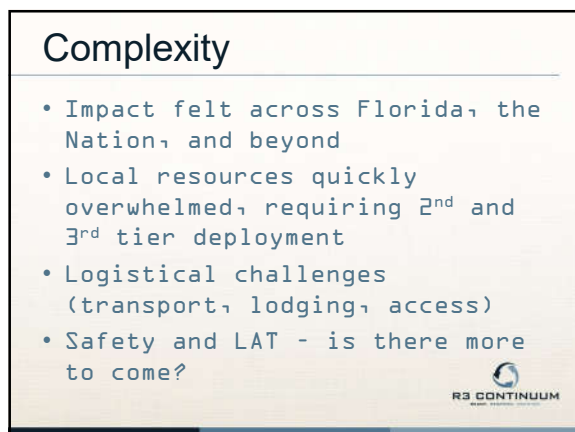 Complexity
• Impact felt across Florida, the
Nation, and beyond
• Local resources quickly
overwhelmed, requiring 2nd and
3rd tier deployment
• Logistical challenges
(transport, lodging, access)
• Safety and LAT - is there more
to come?
R3 CONTINUUM